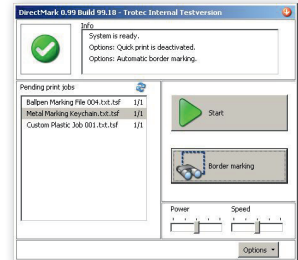 DirectMark 0.99 Build 99.18 - Trotec Internal Testversion
Info
System is ready.
Options: Quick print is deactivated.
Options: Automatic border marking.
Pending print jobs
Ballpen Marking File 004.txt.tsf 1/1
Metal Marking Keychain.txt.tsf 1/1
Custom Plastic Job 001.txt.tsf 1/1
Start
Border marking
Power Speed
Options